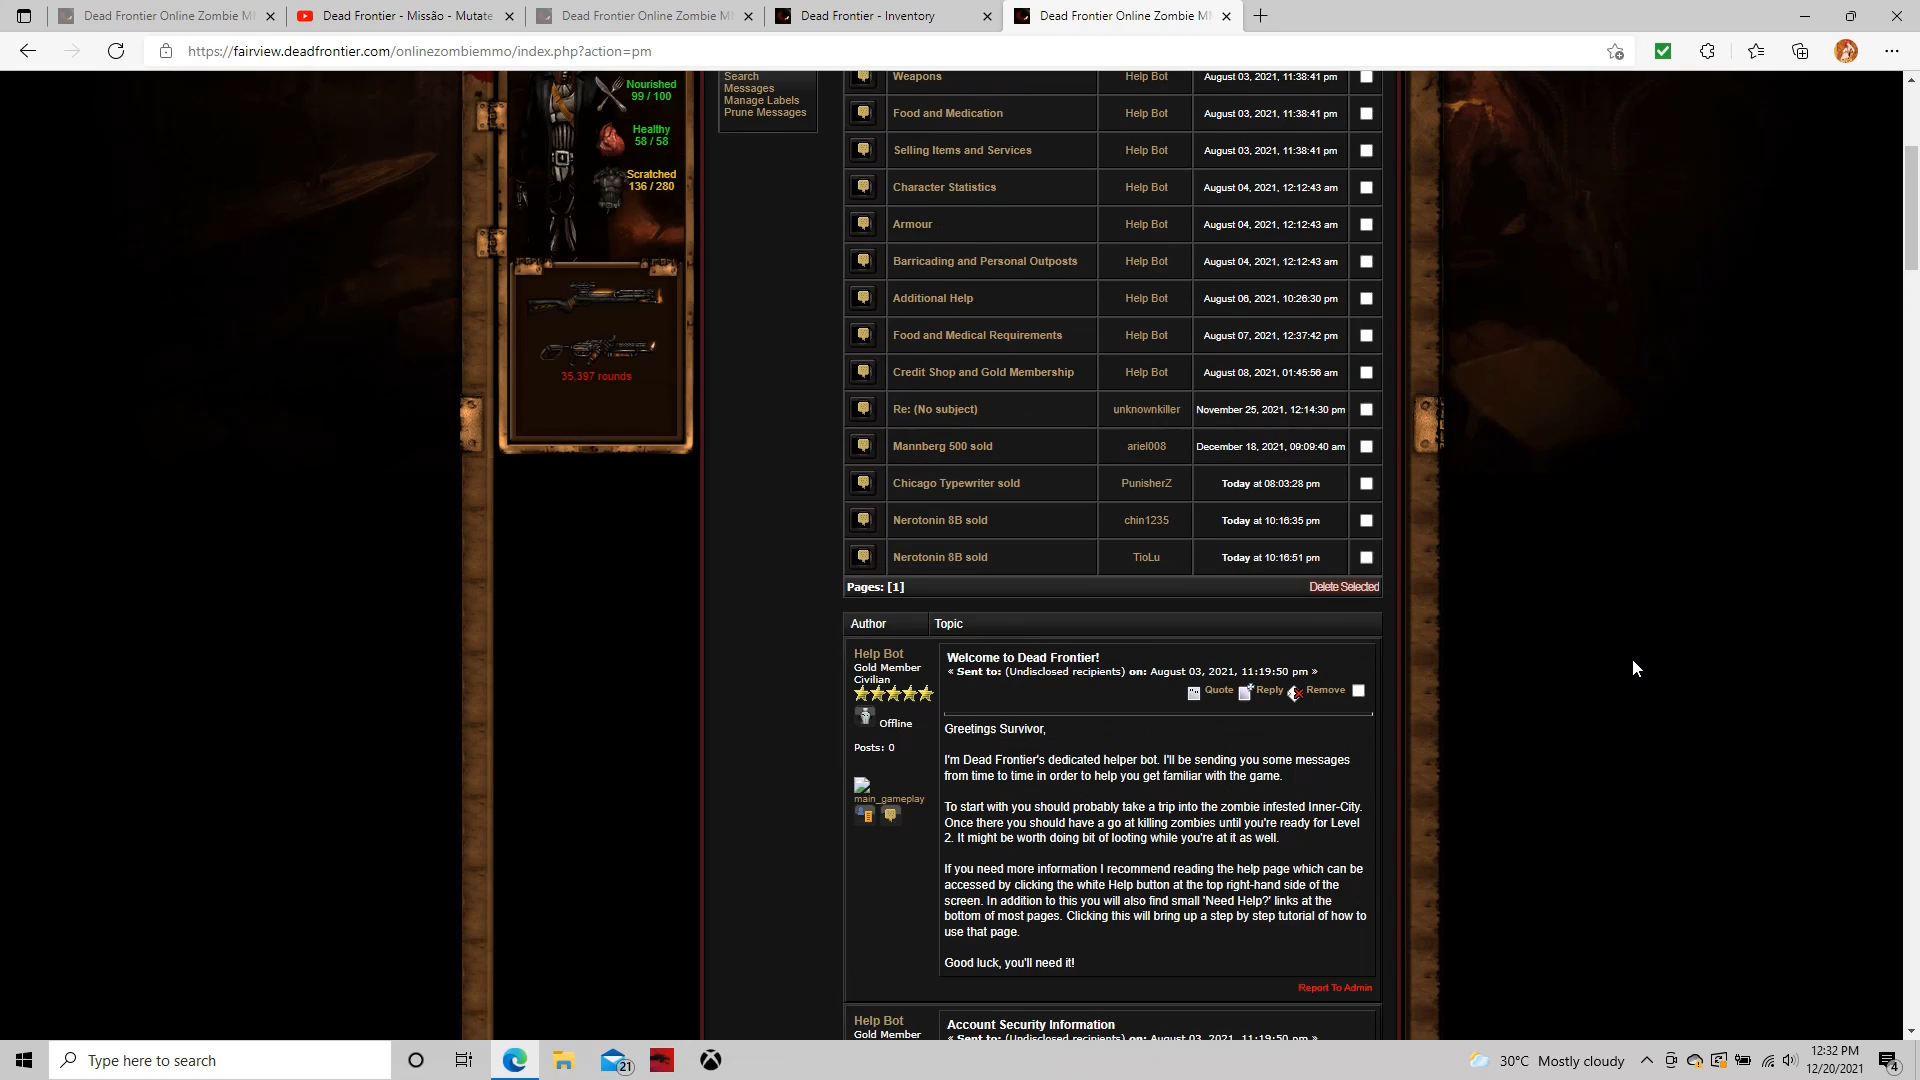 Dead Frontier Online Zombie MM
Dead Frontier - Missão - Mutate
Dead Frontier Online Zombie MM
Dead Frontier - Inventory
Dead Frontier Online Zombie MM
https://fairview.deadfrontier.com/onlinezombiemmo/index.php?action=pm
Nourished
99 / 100
Healthy
58 / 58
Scratched
136 / 280
35,397 rounds
Search
Messages
Manage Labels
Prune Messages
Weapons Help Bot August 03, 2021, 11:38:41 pm
Food and Medication Help Bot August 03, 2021, 11:38:41 pm
Selling Items and Services Help Bot August 03, 2021, 11:38:41 pm
Character Statistics Help Bot August 04, 2021, 12:12:43 am
Armour Help Bot August 04, 2021, 12:12:43 am
Barricading and Personal Outposts Help Bot August 04, 2021, 12:12:43 am
Additional Help Help Bot August 06, 2021, 10:26:30 pm
Food and Medical Requirements Help Bot August 07, 2021, 12:37:42 pm
Credit Shop and Gold Membership Help Bot August 08, 2021, 01:45:56 am
Re: (No subject) unknownkiller November 25, 2021, 12:14:30 pm
Mannberg 500 sold ariel008 December 18, 2021, 09:09:40 am
Chicago Typewriter sold PunisherZ Today at 08:03:28 pm
Nerotonin 8B sold chin1235 Today at 10:16:35 pm
Nerotonin 8B sold TioLu Today at 10:16:51 pm
Pages: [1] Delete Selected
Author Topic
Help Bot
Gold Member
Civilian
Offline
Posts: 0
main_gameplay
Welcome to Dead Frontier!
« Sent to: (Undisclosed recipients) on: August 03, 2021, 11:19:50 pm »
Quote Reply Remove
Greetings Survivor,
I'm Dead Frontier's dedicated helper bot. I'll be sending you some messages
from time to time in order to help you get familiar with the game.
To start with you should probably take a trip into the zombie infested Inner-City.
Once there you should have a go at killing zombies until you're ready for Level
2. It might be worth doing bit of looting while you're at it as well.
If you need more information I recommend reading the help page which can be
accessed by clicking the white Help button at the top right-hand side of the
screen. In addition to this you will also find small 'Need Help?' links at the
bottom of most pages. Clicking this will bring up a step by step tutorial of how to
use that page.
Good luck, you'll need it!
Report To Admin
Help Bot
Gold Member
Account Security Information
« Sent to: (Undisclosed recipients) on: August 03, 2021, 11:19:50 pm »
Type here to search
21
30°C Mostly cloudy
12:32 PM
12/20/2021
4